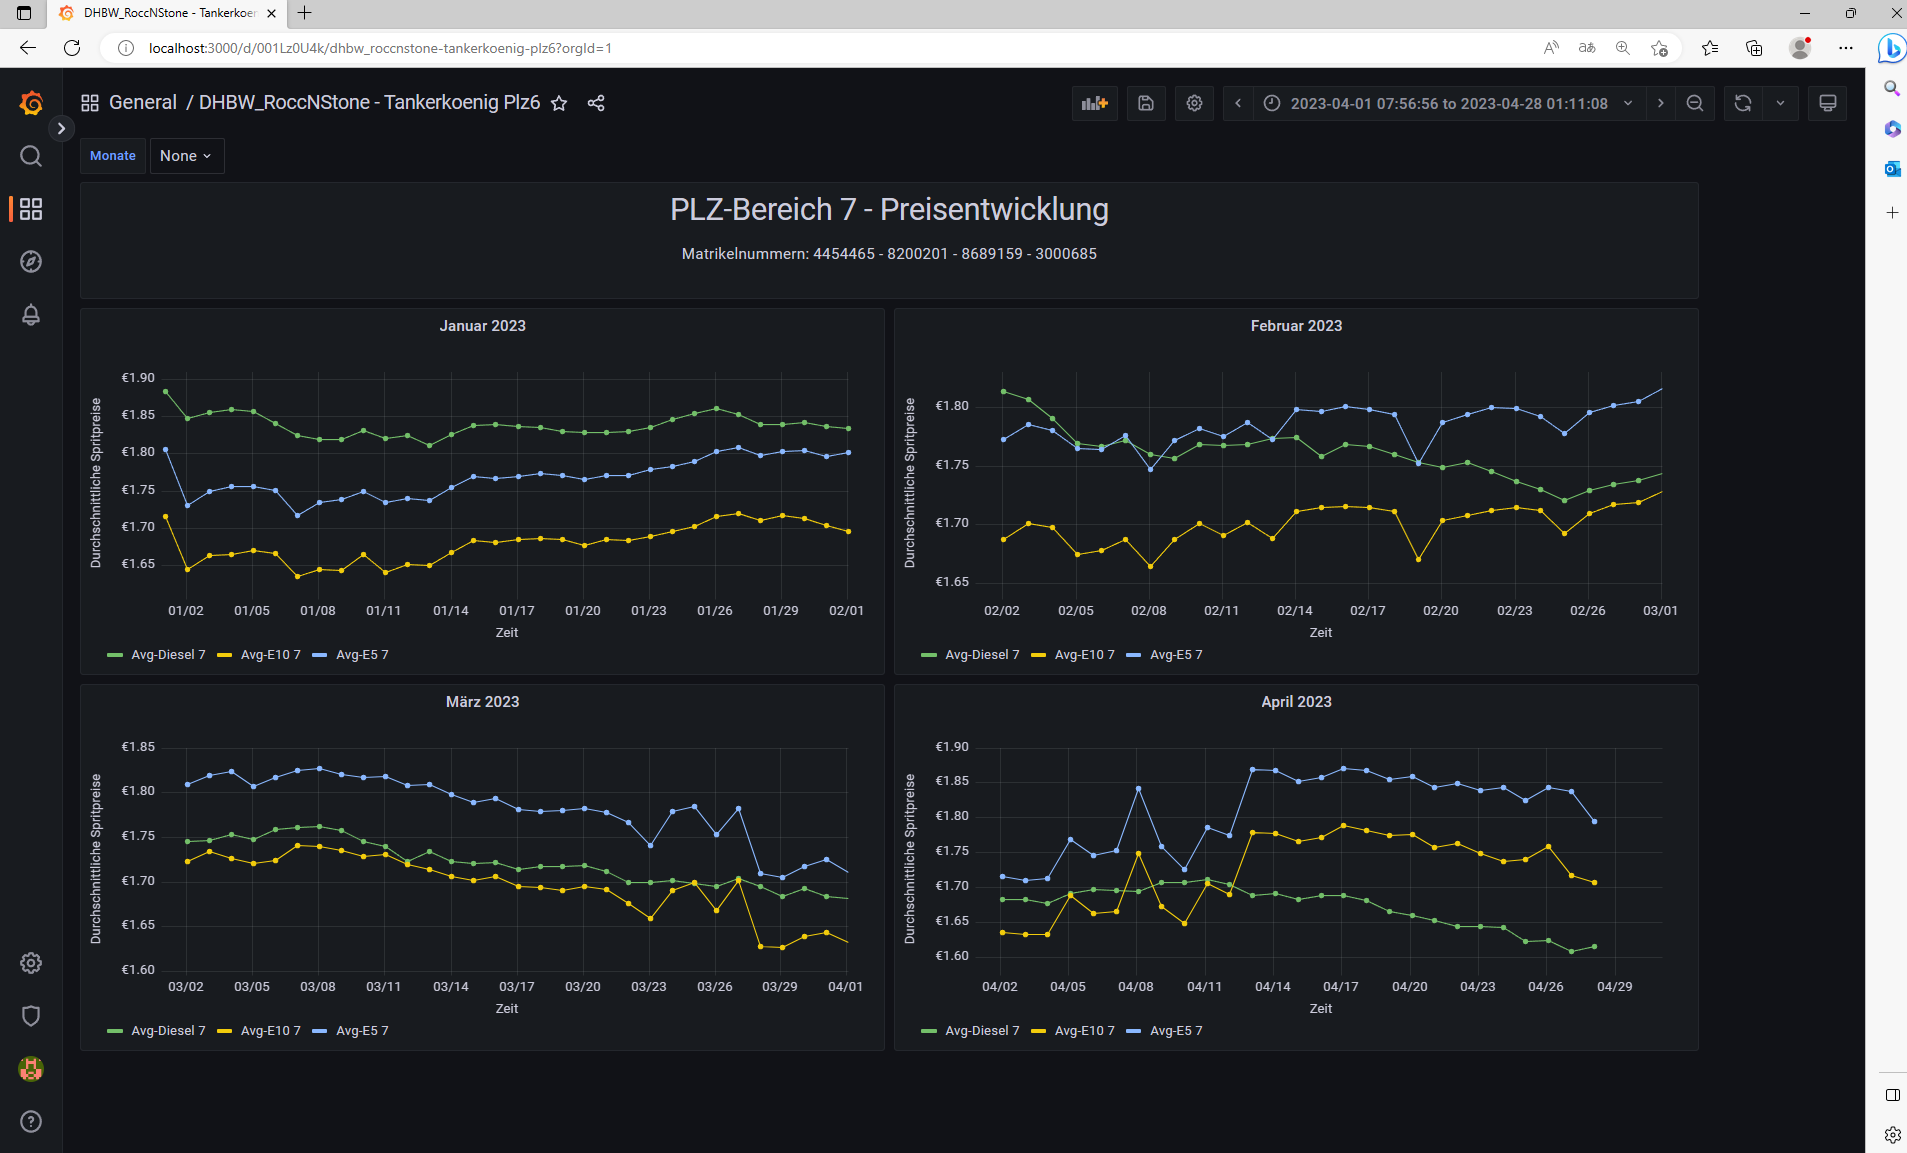 DHBW_RoccNStone - Tankerkoen
localhost:3000/d/001Lz0U4k/dhbw_roccnstone-tankerkoenig-plz6?orgId=1
General / DHBW_RoccNStone - Tankerkoenig Plz6
2023-04-01 07:56:56 to 2023-04-28 01:11:08
Monate None
PLZ-Bereich 7 - Preisentwicklung
Matrikelnummern: 4454465 - 8200201 - 8689159 - 3000685
Januar 2023
Durchschnittliche Spritpreise
€1.90
€1.85
€1.80
€1.75
€1.70
€1.65
01/02 01/05 01/08 01/11 01/14 01/17 01/20 01/23 01/26 01/29 02/01
Zeit
Avg-Diesel 7 Avg-E10 7 Avg-E5 7
Februar 2023
Durchschnittliche Spritpreise
€1.80
€1.75
€1.70
€1.65
02/02 02/05 02/08 02/11 02/14 02/17 02/20 02/23 02/26 03/01
Zeit
Avg-Diesel 7 Avg-E10 7 Avg-E5 7
März 2023
Durchschnittliche Spritpreise
€1.85
€1.80
€1.75
€1.70
€1.65
€1.60
03/02 03/05 03/08 03/11 03/14 03/17 03/20 03/23 03/26 03/29 04/01
Zeit
Avg-Diesel 7 Avg-E10 7 Avg-E5 7
April 2023
Durchschnittliche Spritpreise
€1.90
€1.85
€1.80
€1.75
€1.70
€1.65
€1.60
04/02 04/05 04/08 04/11 04/14 04/17 04/20 04/23 04/26 04/29
Zeit
Avg-Diesel 7 Avg-E10 7 Avg-E5 7